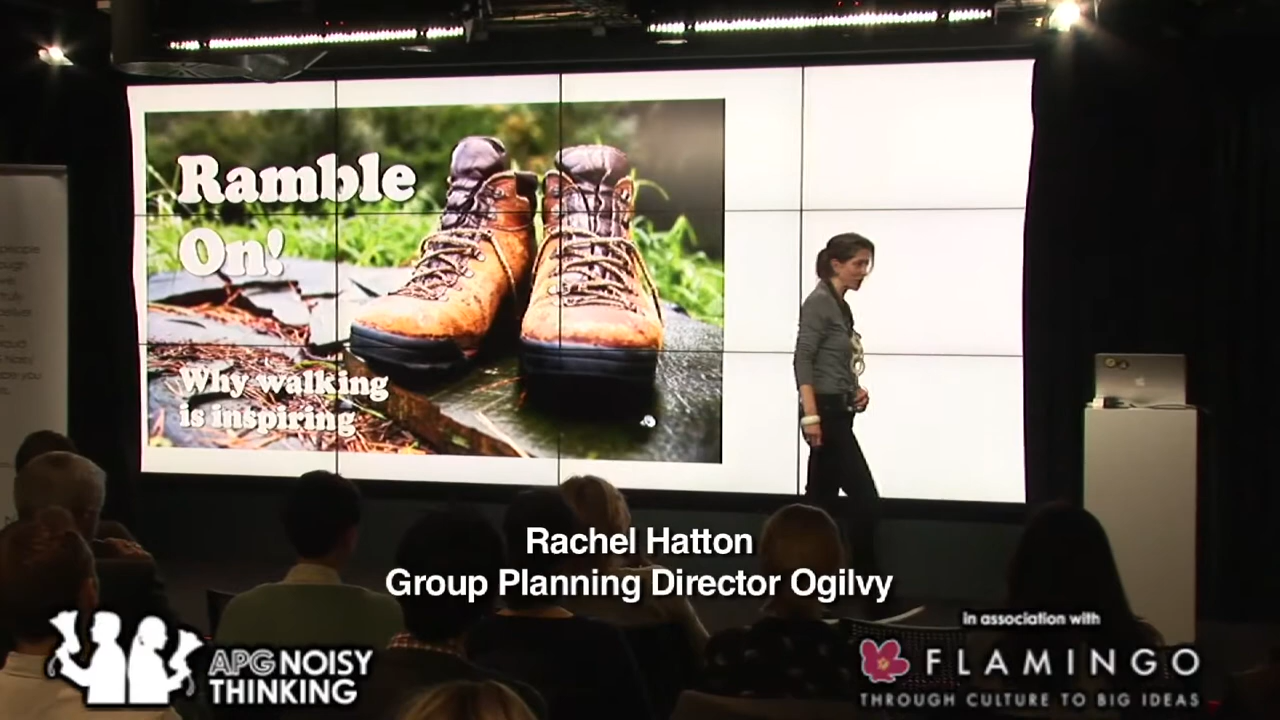 Ramble
On!
Why walking
is inspiring
people
Rachel Hatton
Group Planning Director Ogilvy
APG NOISY
THINKING
in association with
FLAMINGO
THROUGH CULTURE TO BIG IDEAS